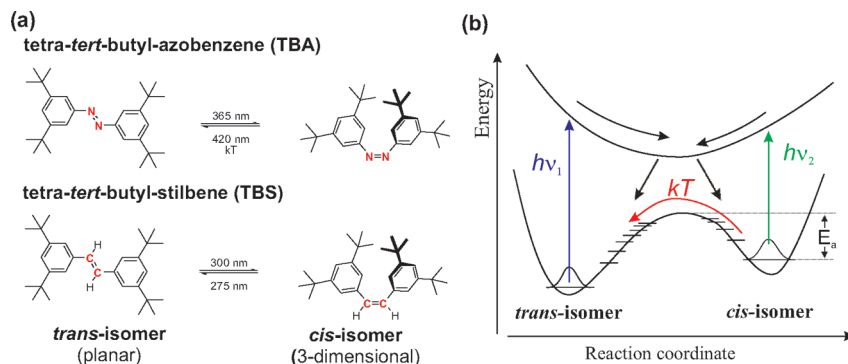 (a)
tetra-tert-butyl-azobenzene (TBA)
N
N
365 nm
420 nm
kT
N=N
tetra-tert-butyl-stilbene (TBS)
H
C
C
H
300 nm
275 nm
C=C
H H
trans-isomer
(planar)
cis-isomer
(3-dimensional)
(b)
Energy
hν1
hν2
kT
Ea
trans-isomer
cis-isomer
Reaction coordinate